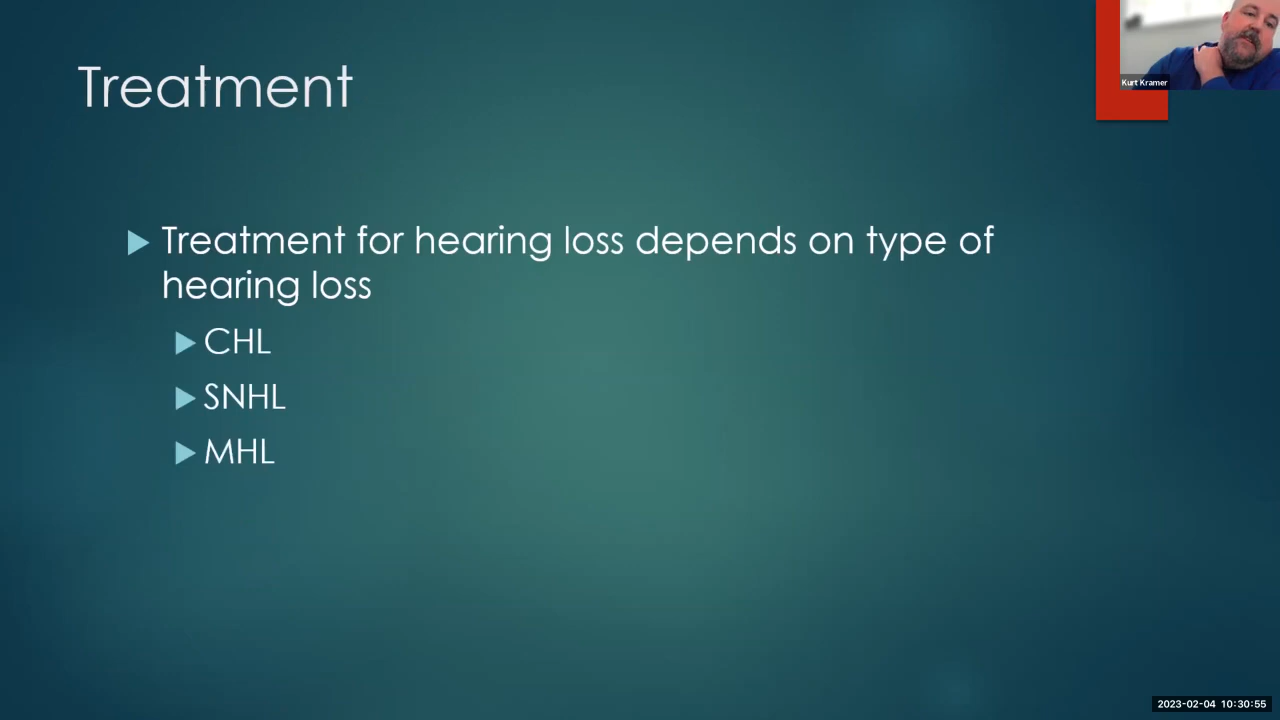 Treatment
Kurt Kramer
Treatment for hearing loss depends on type of
hearing loss
CHL
SNHL
MHL
2023-02-04 10:30:55